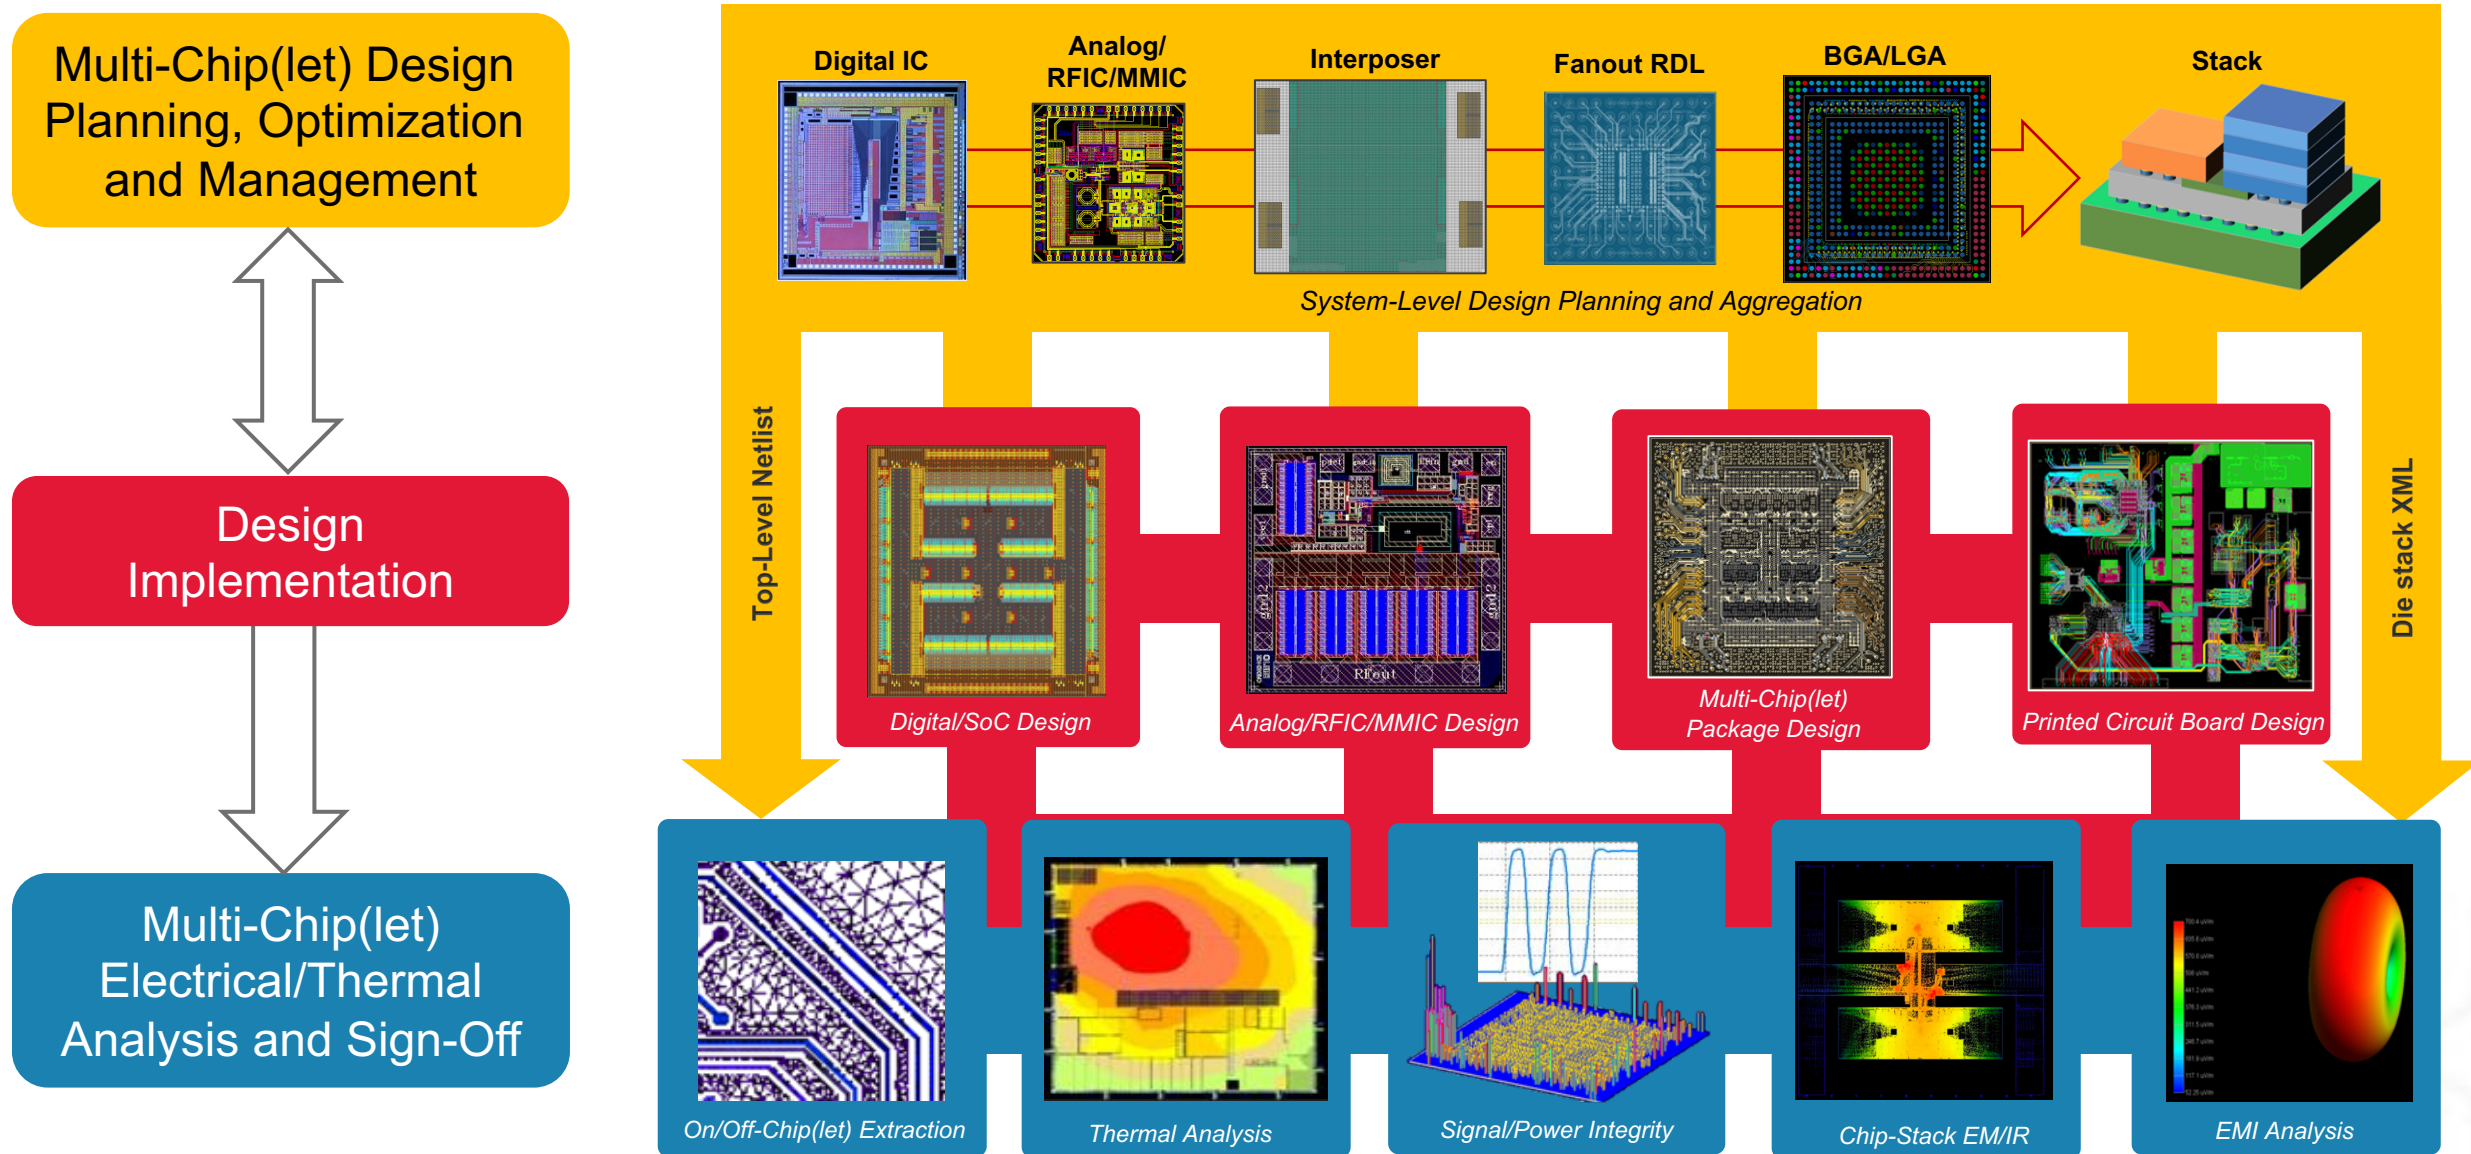 Multi-Chip(let) Design
Planning, Optimization
and Management
Design
Implementation
Multi-Chip(let)
Electrical/Thermal
Analysis and Sign-Off
Digital IC
Analog/
RFIC/MMIC
Interposer
Fanout RDL
BGA/LGA
Stack
System-Level Design Planning and Aggregation
Top-Level Netlist
Die stack XML
gnd2
gnd2
RFout
Digital/SoC Design
Analog/RFIC/MMIC Design
Multi-Chip(let)
Package Design
Printed Circuit Board Design
On/Off-Chip(let) Extraction
Thermal Analysis
Signal/Power Integrity
Chip-Stack EM/IR
EMI Analysis